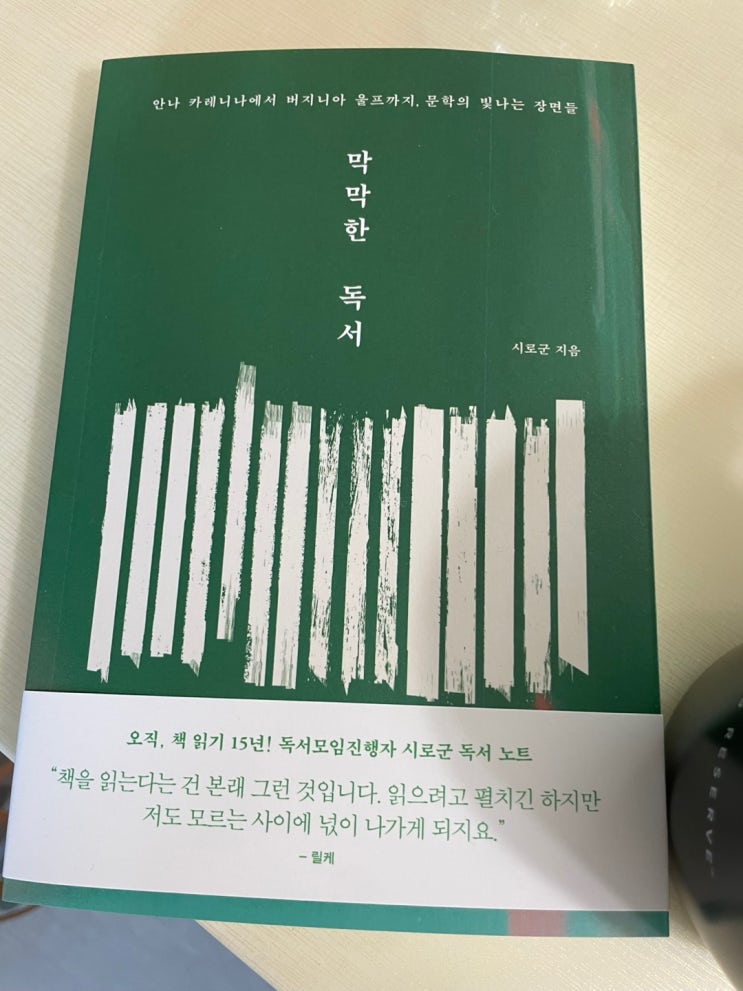 안나 카레니나에서 버지니아 울프까지, 문학의 빛나는 장면들
막막한 독서
시로군 지음
오직, 책 읽기 15년! 독서모임진행자 시로군 독서 노트
“책을 읽는다는 건 본래 그런 것입니다. 읽으려고 펼치긴 하지만
저도 모르는 사이에 넋이 나가게 되지요.”
– 릴케
RESERVE